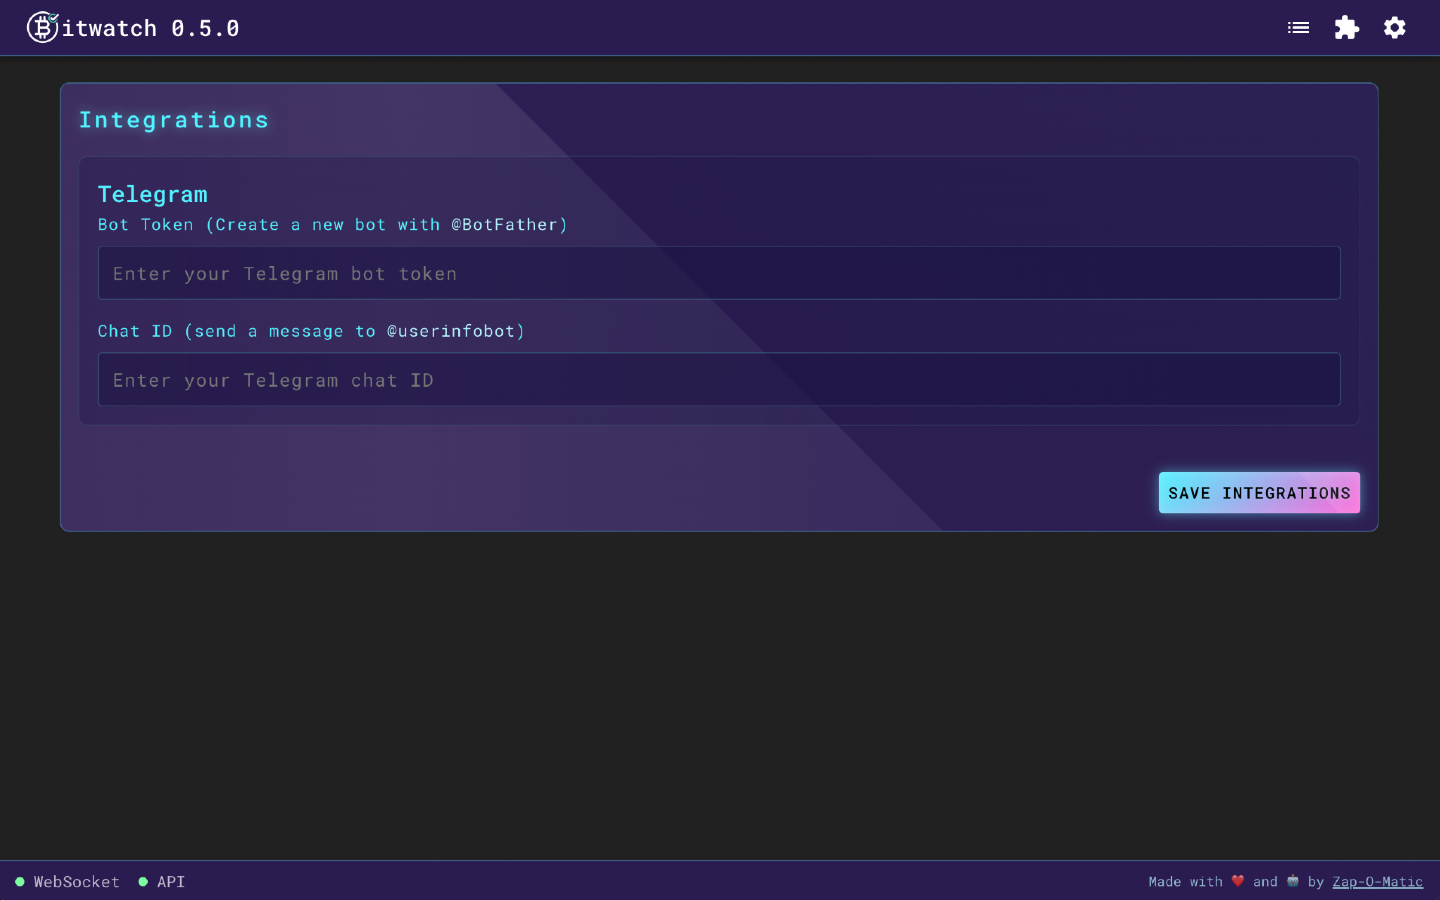 Bitwatch 0.5.0
Integrations
Telegram
Bot Token (Create a new bot with @BotFather)
Enter your Telegram bot token
Chat ID (send a message to @userinfobot)
Enter your Telegram chat ID
SAVE INTEGRATIONS
WebSocket API
Made with ❤️ and 🤖 by Zap-O-Matic